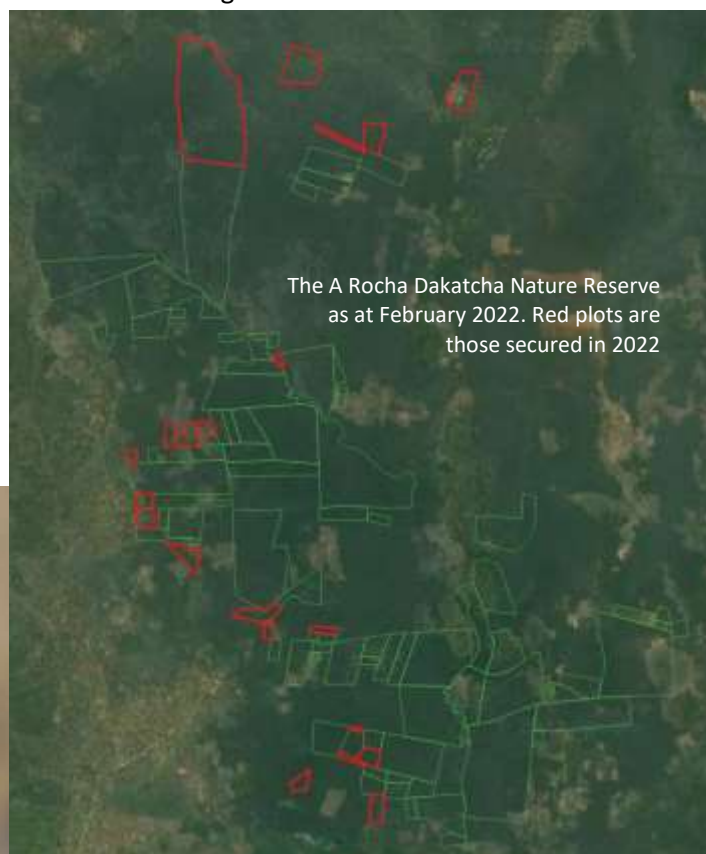 The A Rocha Dakatcha Nature Reserve
as at February 2022. Red plots are
those secured in 2022